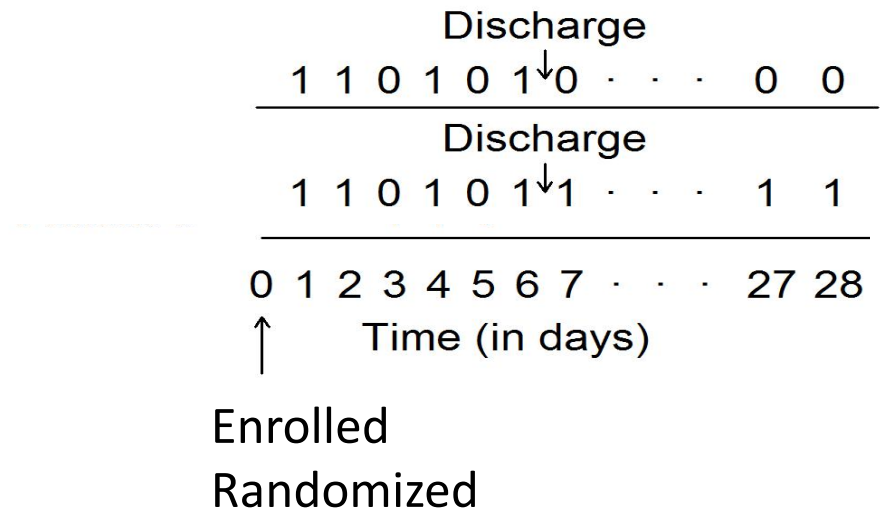 Discharge
1 1 0 1 0 1 0 · · · 0 0
Discharge
1 1 0 1 0 1 1 · · · 1 1
0 1 2 3 4 5 6 7 · · · 27 28
Time (in days)
Enrolled
Randomized